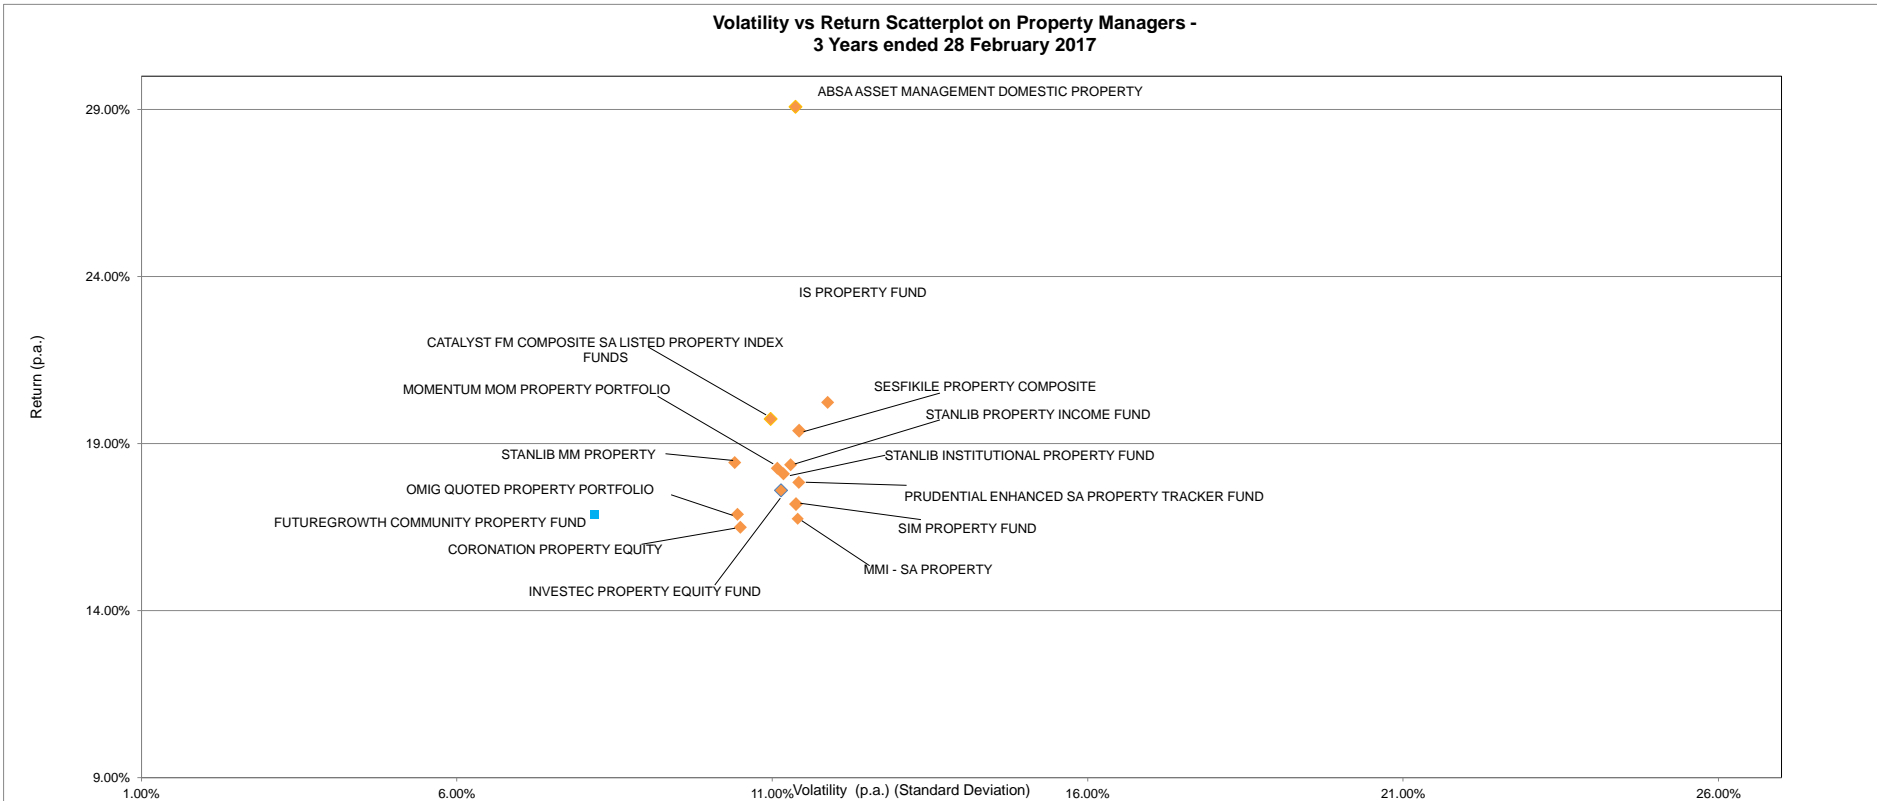 Volatility vs Return Scatterplot on Property Managers -
3 Years ended 28 February 2017
ABSA ASSET MANAGEMENT DOMESTIC PROPERTY
29.00%
24.00%
IS PROPERTY FUND
Return (p.a.)
CATALYST FM COMPOSITE SA LISTED PROPERTY INDEX
FUNDS
MOMENTUM MOM PROPERTY PORTFOLIO
SESFIKILE PROPERTY COMPOSITE
STANLIB PROPERTY INCOME FUND
19.00%
STANLIB MM PROPERTY
STANLIB INSTITUTIONAL PROPERTY FUND
OMIG QUOTED PROPERTY PORTFOLIO
PRUDENTIAL ENHANCED SA PROPERTY TRACKER FUND
FUTUREGROWTH COMMUNITY PROPERTY FUND
SIM PROPERTY FUND
CORONATION PROPERTY EQUITY
MMI - SA PROPERTY
INVESTEC PROPERTY EQUITY FUND
14.00%
9.00%
1.00%
6.00%
11.00%
Volatility (p.a.) (Standard Deviation)
16.00%
21.00%
26.00%